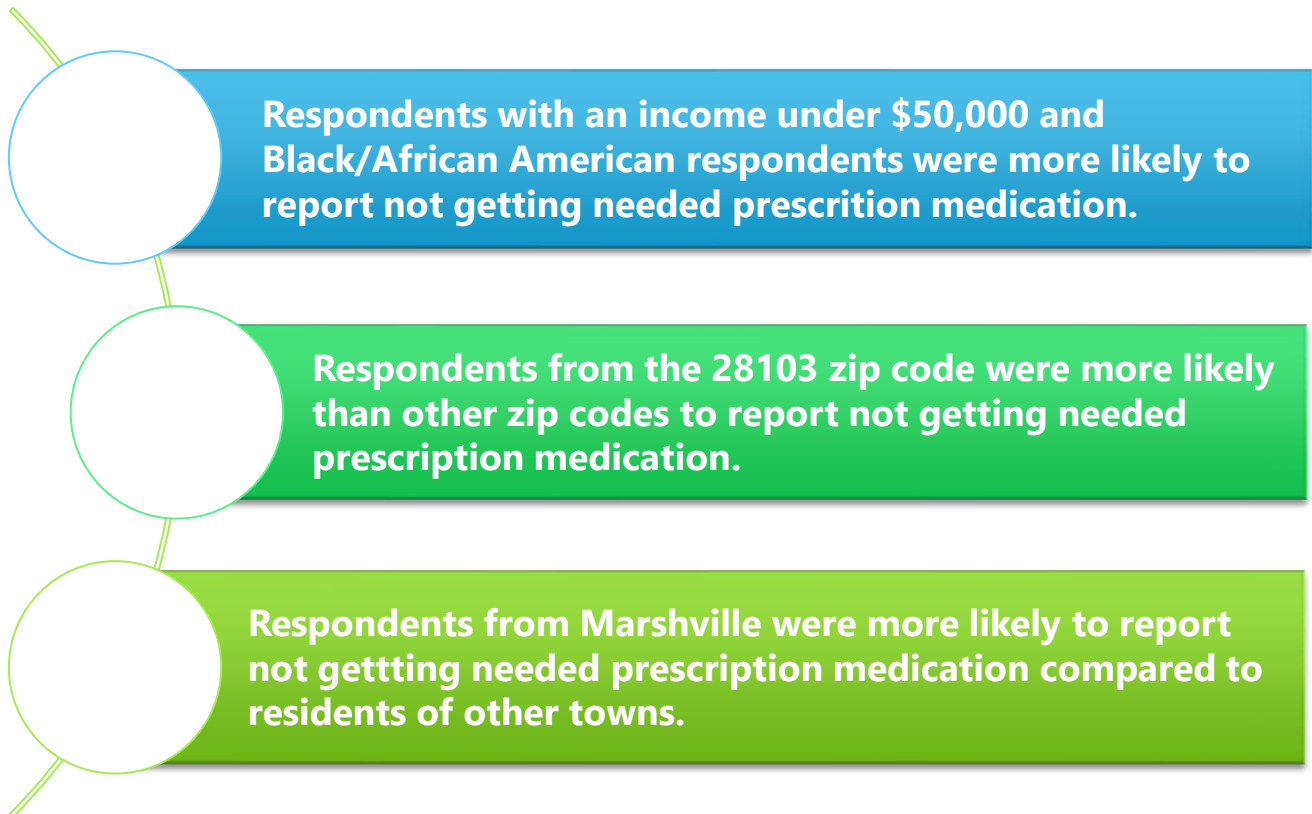 Respondents with an income under $50,000 and
Black/African American respondents were more likely to
report not getting needed prescrition medication.
Respondents from the 28103 zip code were more likely
than other zip codes to report not getting needed
prescription medication.
Respondents from Marshville were more likely to report
not gettting needed prescription medication compared to
residents of other towns.